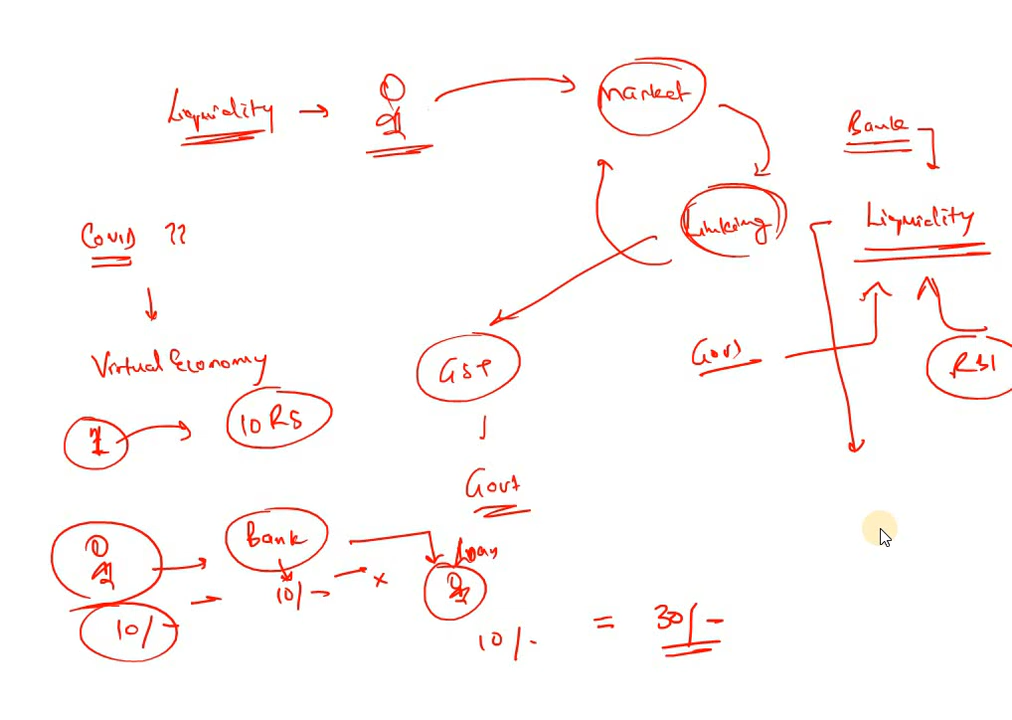 Liquidity
Market
Bank
Linking
Liquidity
Covid ??
Govt
RBI
Virtual Economy
GST
10 RS
1
Govt
Bank
Loan
10/-
10/-
10/-
= 30/-